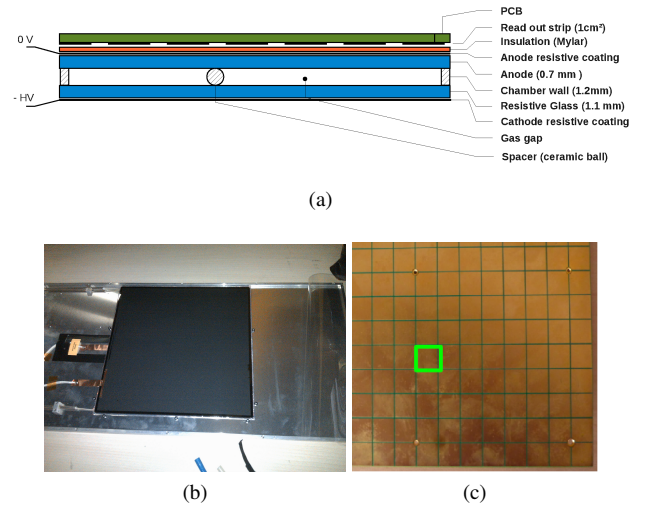 PCB
0 V
Read out strip (1cm²)
Insulation (Mylar)
Anode resistive coating
Anode (0.7 mm )
Chamber wall (1.2mm)
- HV
Resistive Glass (1.1 mm)
Cathode resistive coating
Gas gap
Spacer (ceramic ball)
(a)
(b)
(c)